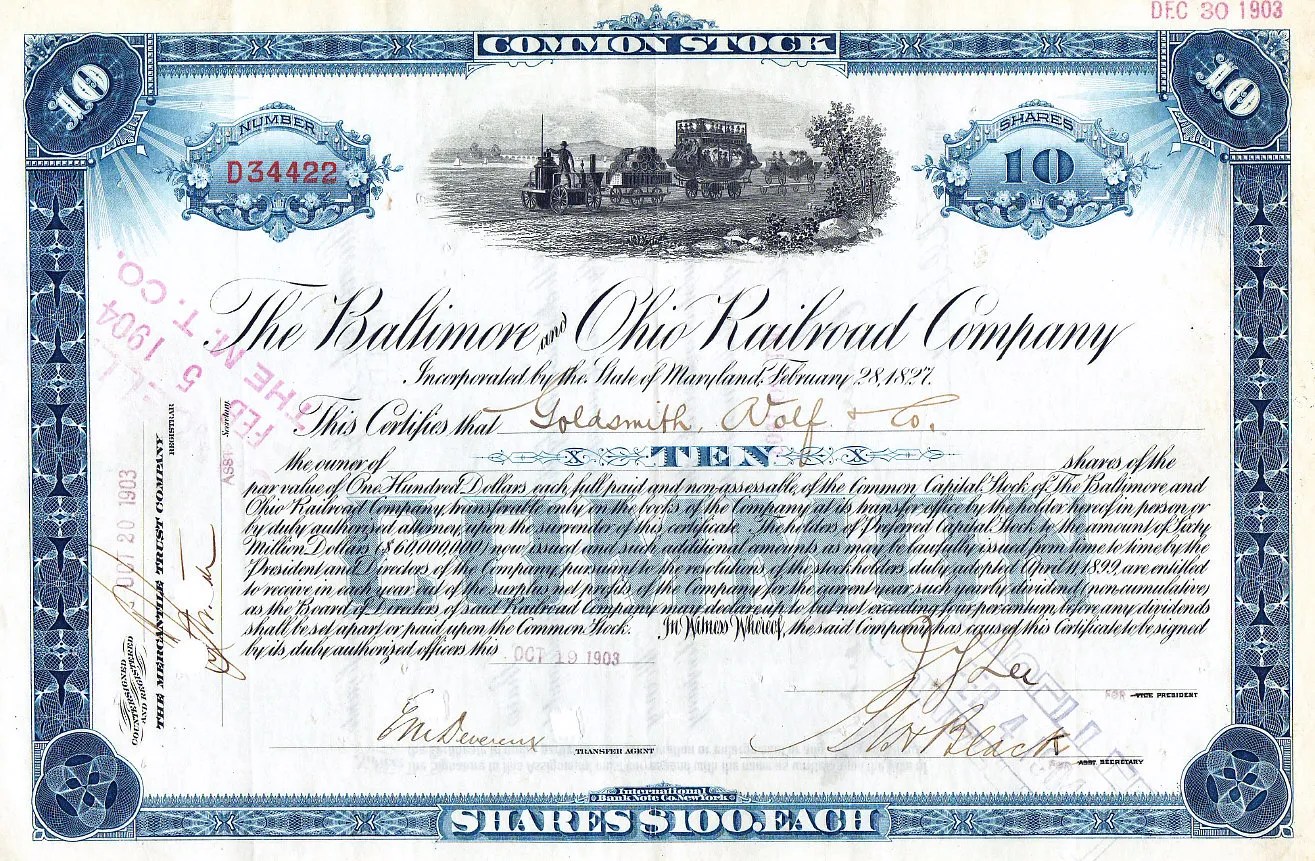 DEC 30 1903
COMMON STOCK
10
10
NUMBER
D34422
SHARES
10
The Baltimore and Ohio Railroad Company
Incorporated by the State of Maryland, February 28, 1827.
This Certifies that Goldsmith, Wolf & Co.
the owner of X TEN X shares of the
par value of One Hundred Dollars each, full paid and non-assessable, of the Common Capital Stock of The Baltimore and
Ohio Railroad Company, transferable only on the books of the Company at its transfer office by the holder hereof in person or
by duly authorized attorney, upon the surrender of this certificate. The holders of Preferred Capital Stock to the amount of Sixty
Million Dollars ($60,000,000) now issued and such additional amounts as may be lawfully issued from time to time by the
President and Directors of the Company, pursuant to the resolutions of the stockholders duly adopted April 11, 1899, are entitled
to receive in each year out of the surplus net profits of the Company for the current year such yearly dividend (non-cumulative)
as the Board of Directors of said Railroad Company may declare, up to but not exceeding four per centum, before any dividends
shall be set apart or paid upon the Common Stock. In Witness Whereof, the said Company has caused this Certificate to be signed
by its duly authorized officers this OCT 19 1903
COMMON
J J Lee
FOR VICE PRESIDENT
E M Devereux
TRANSFER AGENT
Black
FOR ASST. SECRETARY
COUNTERSIGNED
AND REGISTERED
OCT 20 1903
THE MERCANTILE TRUST COMPANY
REGISTRAR
ASST Secretary
FEB 5 1904
THE M. T. CO.
International
Bank Note Co. New York
SHARES $100. EACH